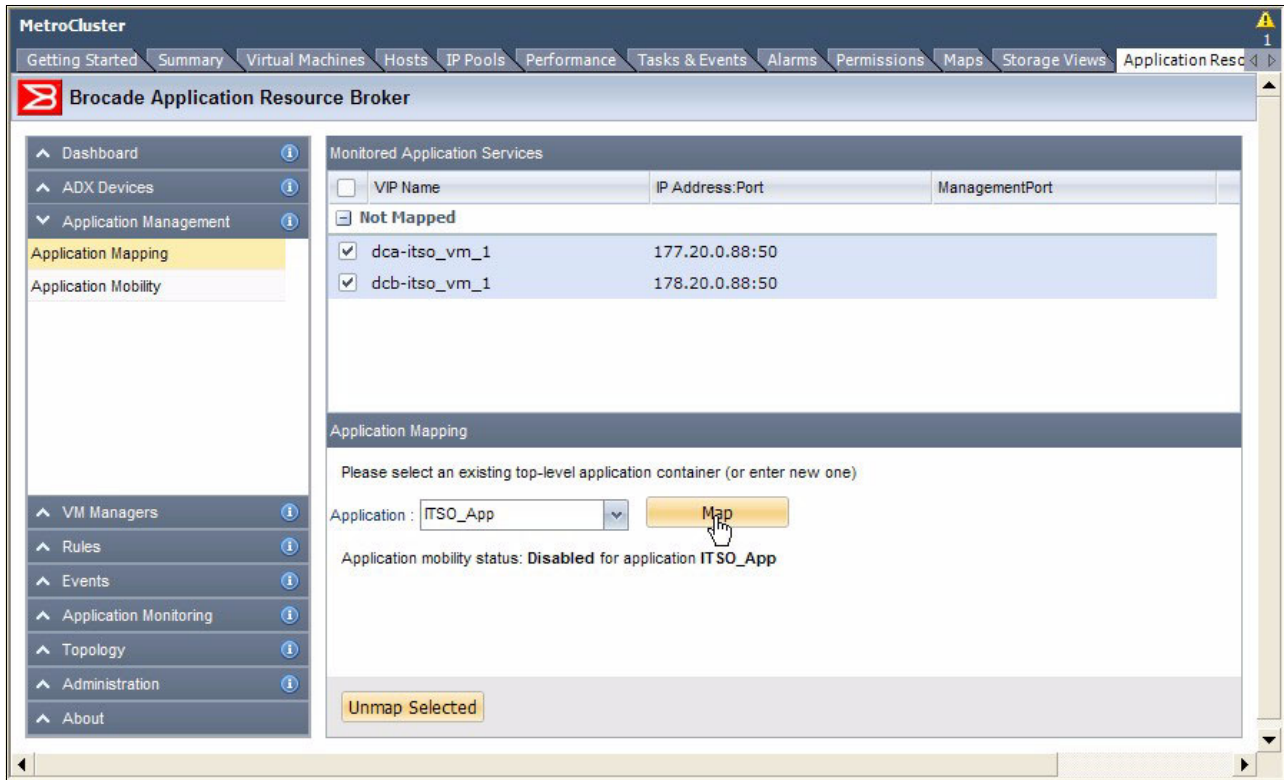 MetroCluster
1
Getting Started Summary Virtual Machines Hosts IP Pools Performance Tasks & Events Alarms Permissions Maps Storage Views Application Reso
Brocade Application Resource Broker
Dashboard
ADX Devices
Application Management
Application Mapping
Application Mobility
VM Managers
Rules
Events
Application Monitoring
Topology
Administration
About
Monitored Application Services
VIP Name IP Address:Port ManagementPort
Not Mapped
dca-itso_vm_1 177.20.0.88:50
dcb-itso_vm_1 178.20.0.88:50
Application Mapping
Please select an existing top-level application container (or enter new one)
Application : ITSO_App Map
Application mobility status: Disabled for application ITSO_App
Unmap Selected